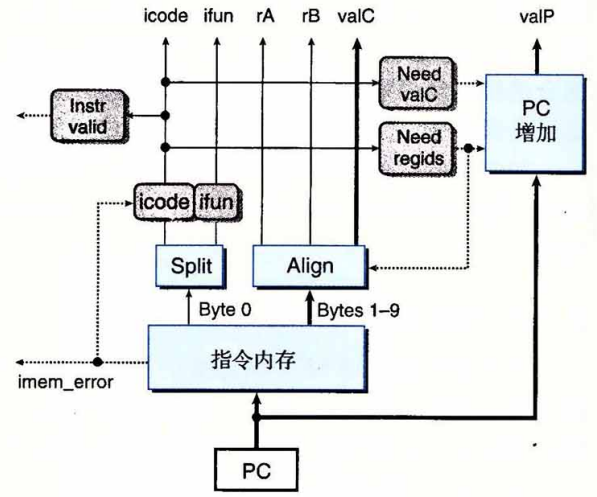 icode ifun rA rB valC valP
Need
valC
Instr
valid
PC
增加
Need
regids
icode ifun
Split
Align
Byte 0
Bytes 1–9
指令内存
imem_error
PC